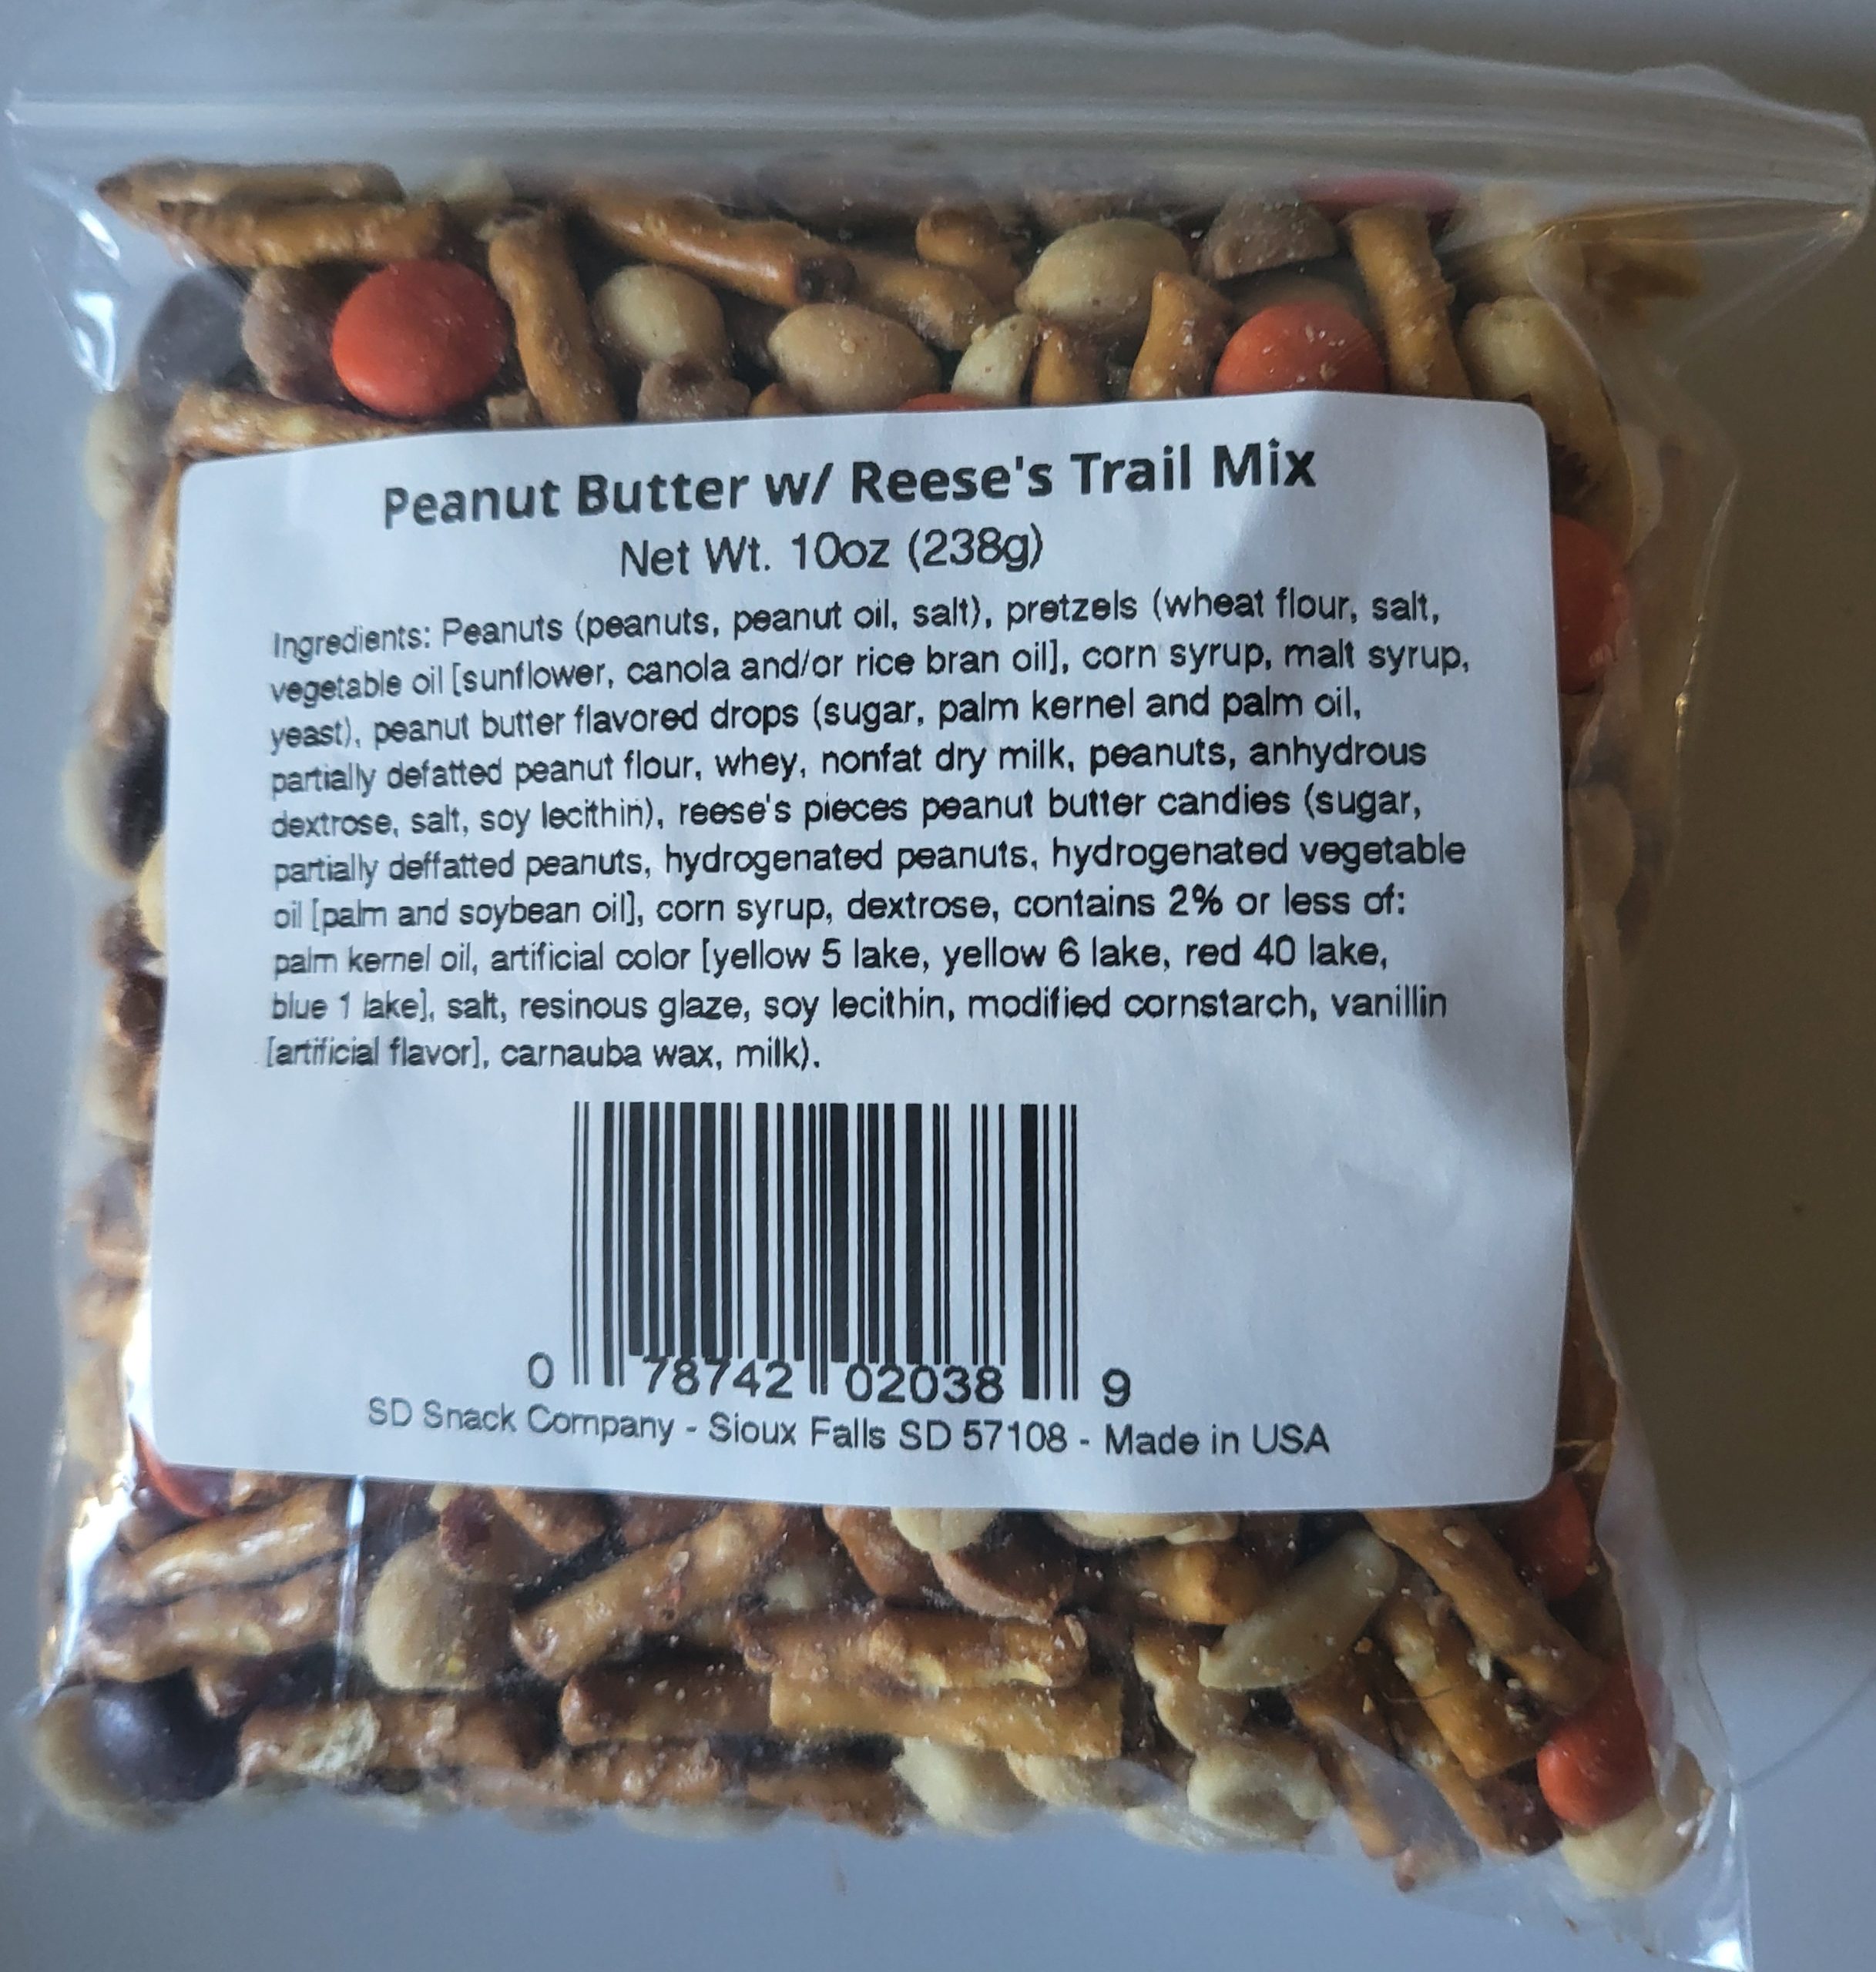 Peanut Butter w/ Reese's Trail Mix
Net Wt. 10oz (238g)
Ingredients: Peanuts (peanuts, peanut oil, salt), pretzels (wheat flour, salt,
vegetable oil [sunflower, canola and/or rice bran oil], corn syrup, malt syrup,
yeast), peanut butter flavored drops (sugar, palm kernel and palm oil,
partially defatted peanut flour, whey, nonfat dry milk, peanuts, anhydrous
dextrose, salt, soy lecithin), reese's pieces peanut butter candies (sugar,
partially deffatted peanuts, hydrogenated peanuts, hydrogenated vegetable
oil [palm and soybean oil], corn syrup, dextrose, contains 2% or less of:
palm kernel oil, artificial color [yellow 5 lake, yellow 6 lake, red 40 lake,
blue 1 lake], salt, resinous glaze, soy lecithin, modified cornstarch, vanillin
[artificial flavor], carnauba wax, milk).
0 78742 02038 9
SD Snack Company - Sioux Falls SD 57108 - Made in USA